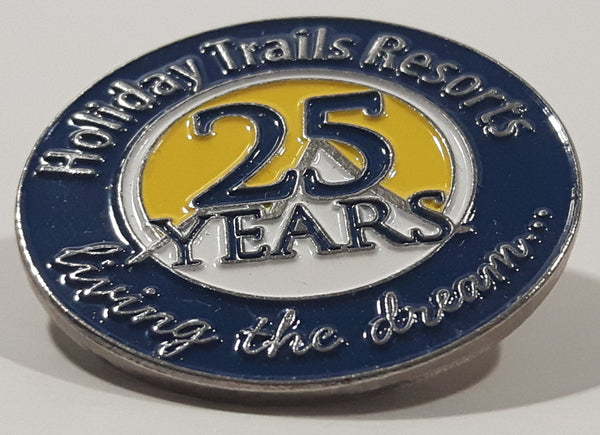 Holiday Trails Resorts
25
YEARS
living the dream...